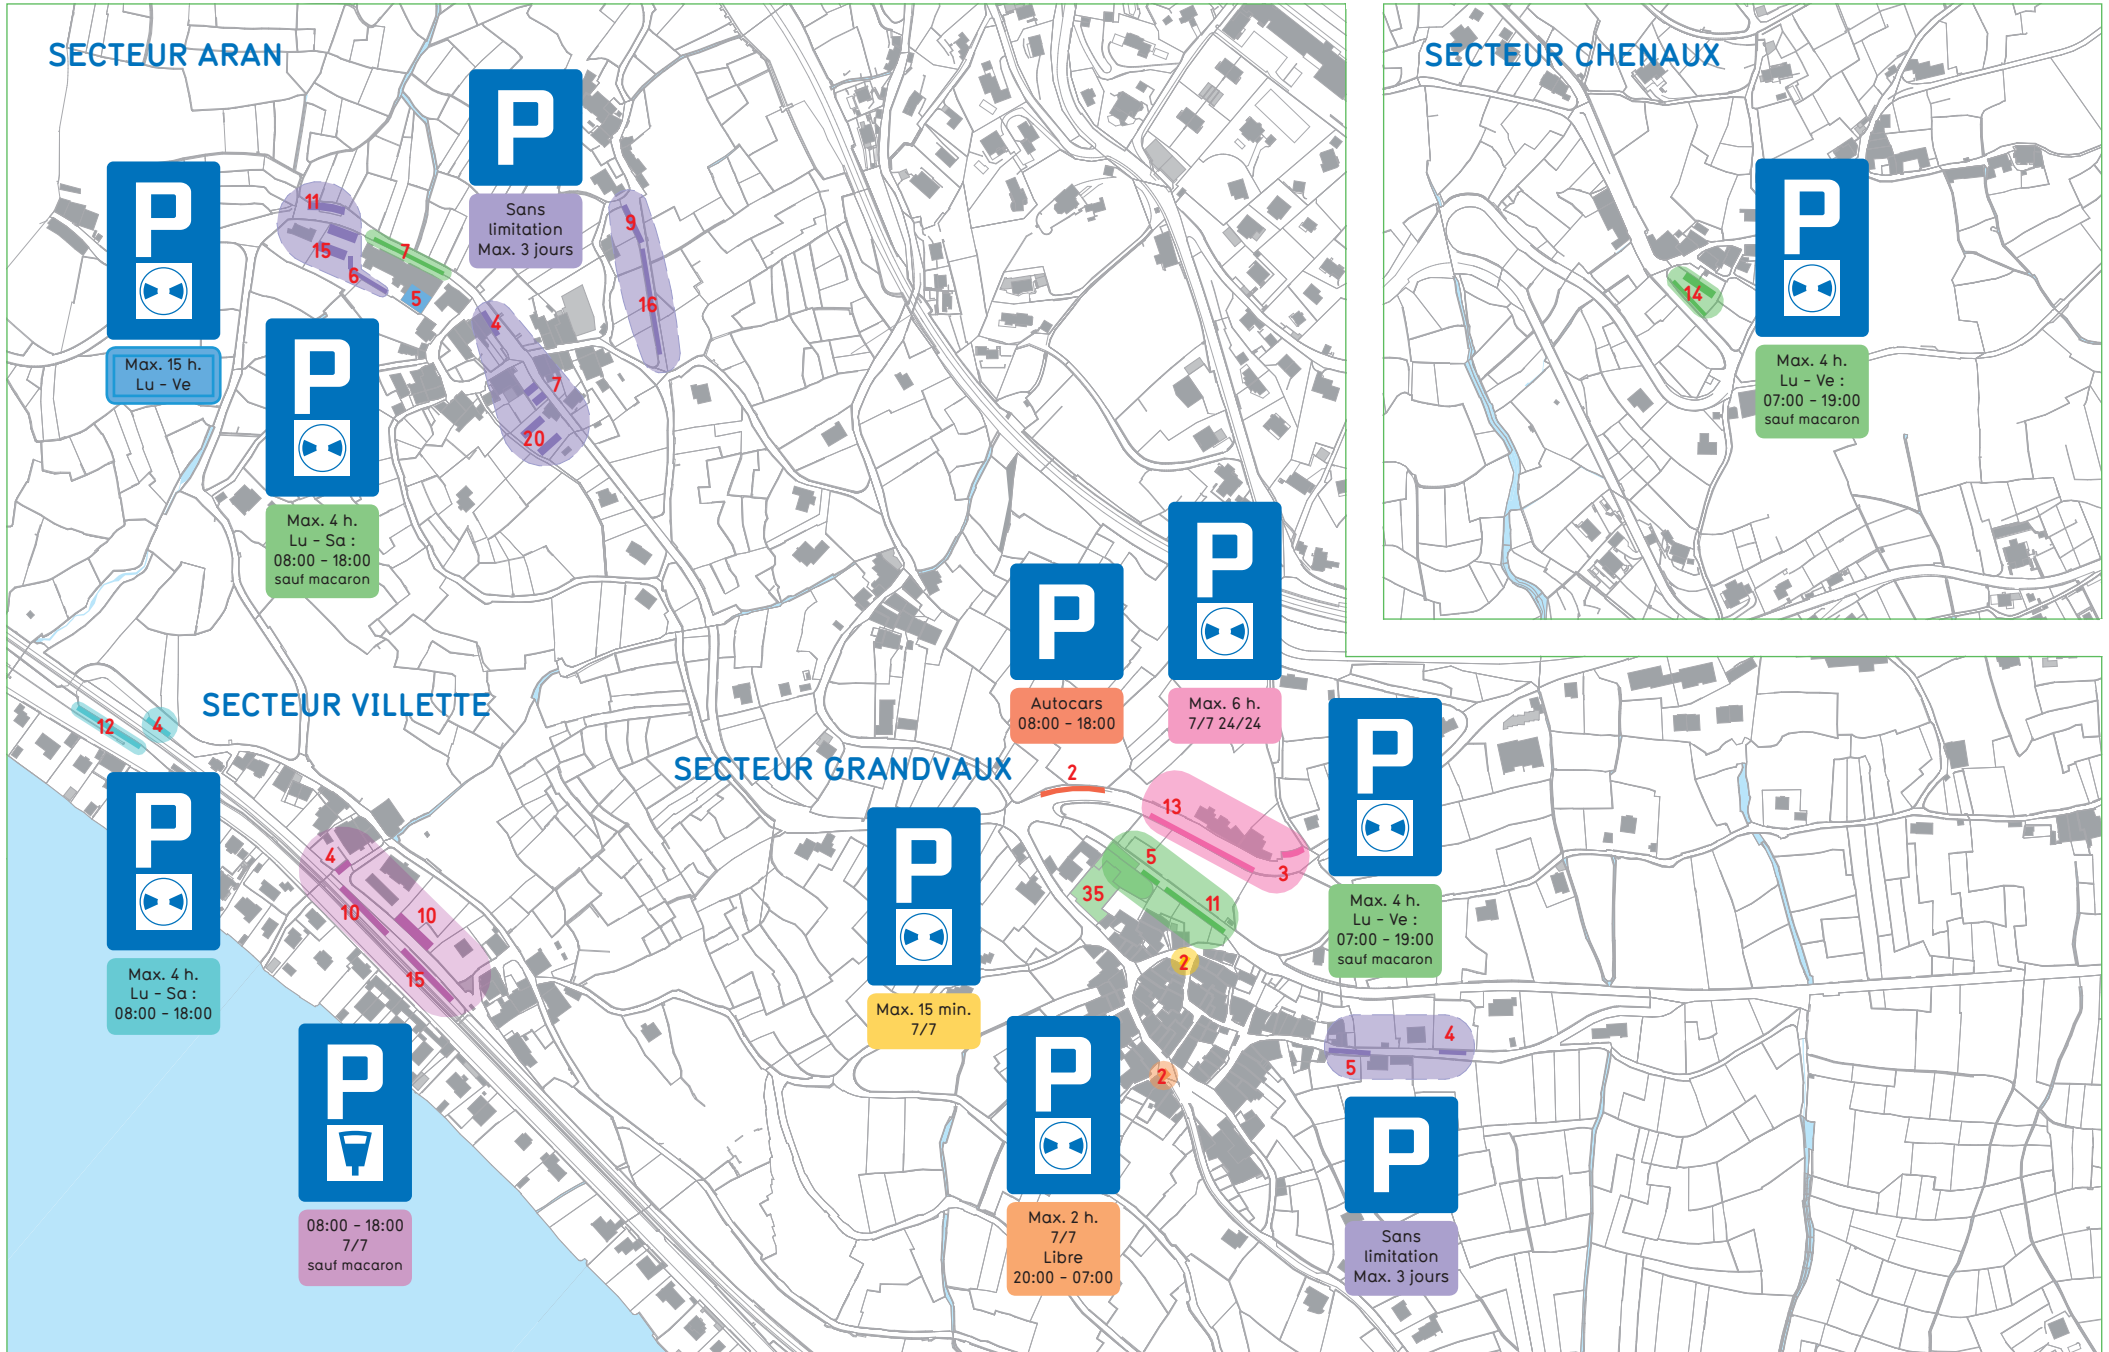 SECTEUR ARAN
P
Sans
limitation
Max. 3 jours
P
Max. 15 h.
Lu - Ve
P
Max. 4 h.
Lu - Sa :
08:00 - 18:00
sauf macaron
11
15
6
7
5
4
7
20
9
16
SECTEUR CHENAUX
P
Max. 4 h.
Lu - Ve :
07:00 - 19:00
sauf macaron
14
SECTEUR VILLETTE
12
4
P
Max. 4 h.
Lu - Sa :
08:00 - 18:00
4
10
10
15
P
08:00 - 18:00
7/7
sauf macaron
SECTEUR GRANDVAUX
P
Autocars
08:00 - 18:00
P
Max. 6 h.
7/7 24/24
P
Max. 4 h.
Lu - Ve :
07:00 - 19:00
sauf macaron
2
13
3
5
35
11
2
P
Max. 15 min.
7/7
2
P
Max. 2 h.
7/7
Libre
20:00 - 07:00
4
5
P
Sans
limitation
Max. 3 jours